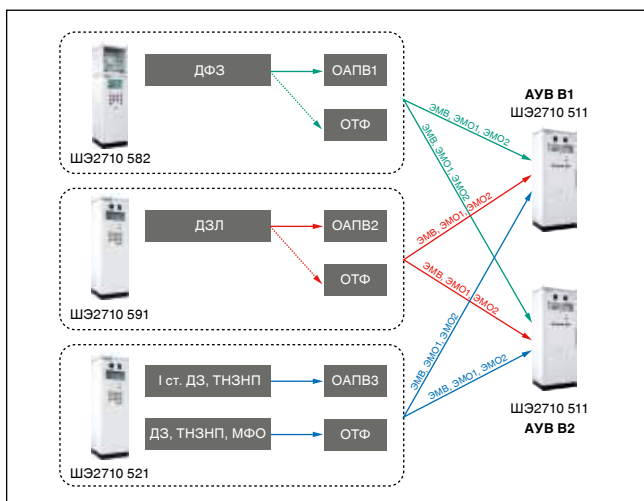 ДФЗ
ОАПВ1
ОТФ
ШЭ2710 582
ДЗЛ
ОАПВ2
ОТФ
ШЭ2710 591
I ст. ДЗ, ТНЗНП
ОАПВ3
ДЗ, ТНЗНП, МФО
ОТФ
ШЭ2710 521
ЭМВ, ЭМО1, ЭМО2
ЭМВ, ЭМО1, ЭМО2
ЭМВ, ЭМО1, ЭМО2
ЭМВ, ЭМО1, ЭМО2
ЭМВ, ЭМО1, ЭМО2
ЭМВ, ЭМО1, ЭМО2
АУВ В1
ШЭ2710 511
ШЭ2710 511
АУВ В2